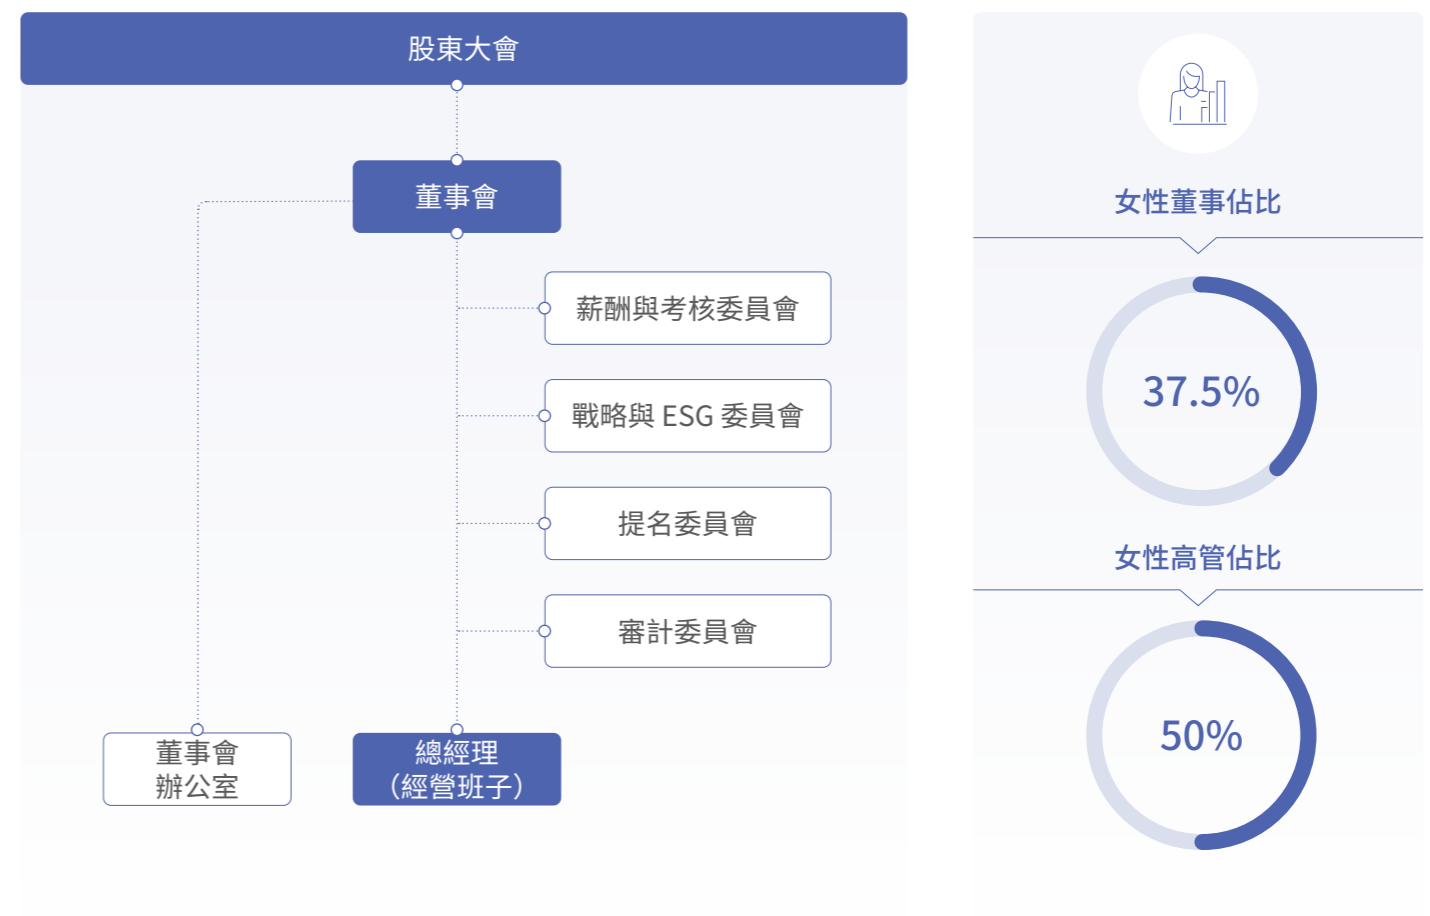 股東大會
董事會
薪酬與考核委員會
戰略與 ESG 委員會
提名委員會
審計委員會
董事會
辦公室
總經理
（經營班子）
女性董事佔比
37.5%
女性高管佔比
50%